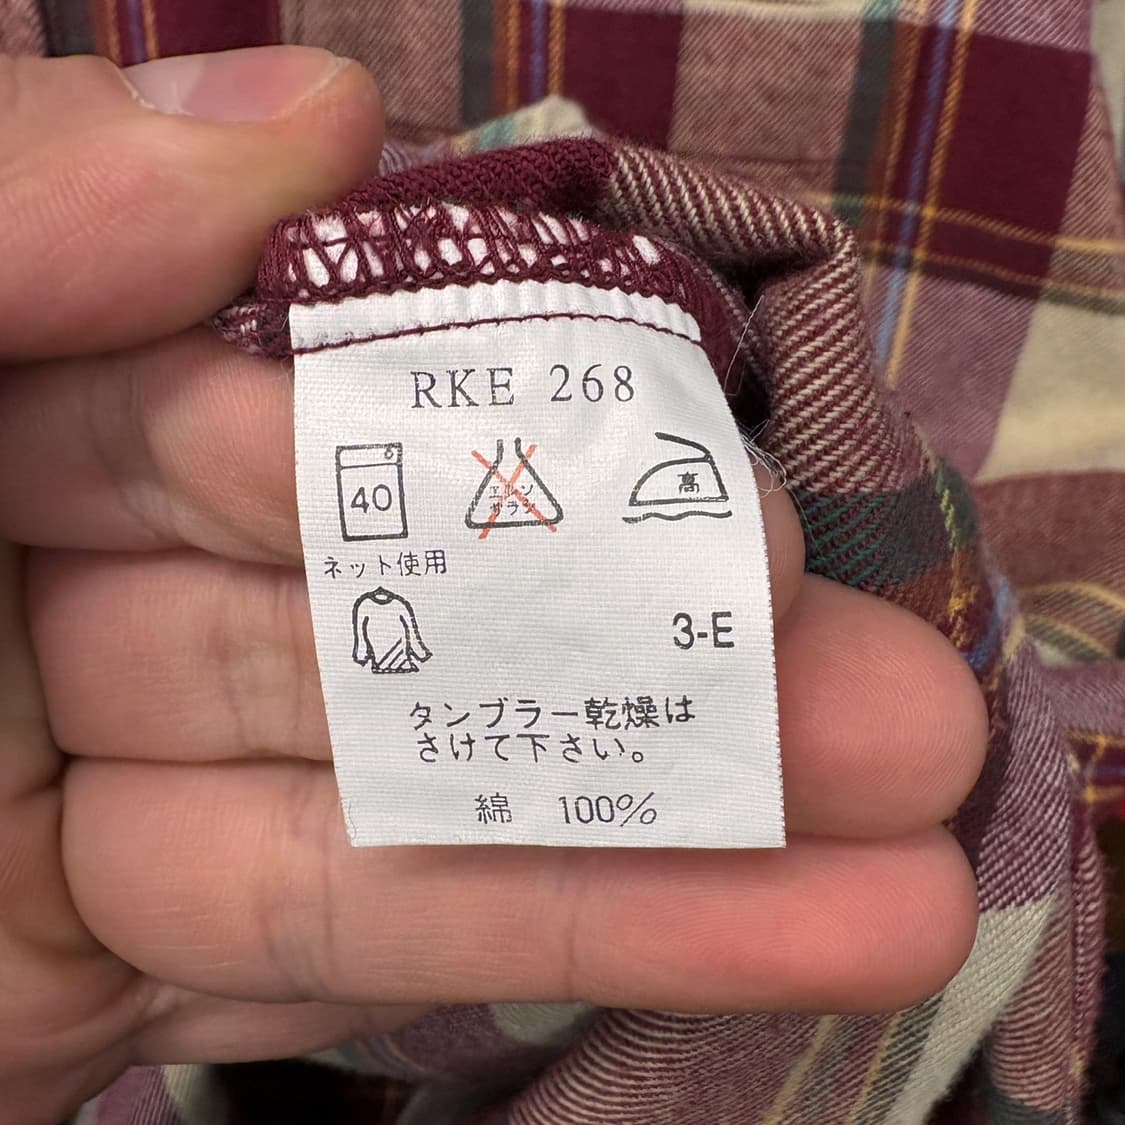 RKE 268
40
エンソ
サラシ
高
ネット使用
3-E
タンブラー乾燥は
さけて下さい。
綿 100%